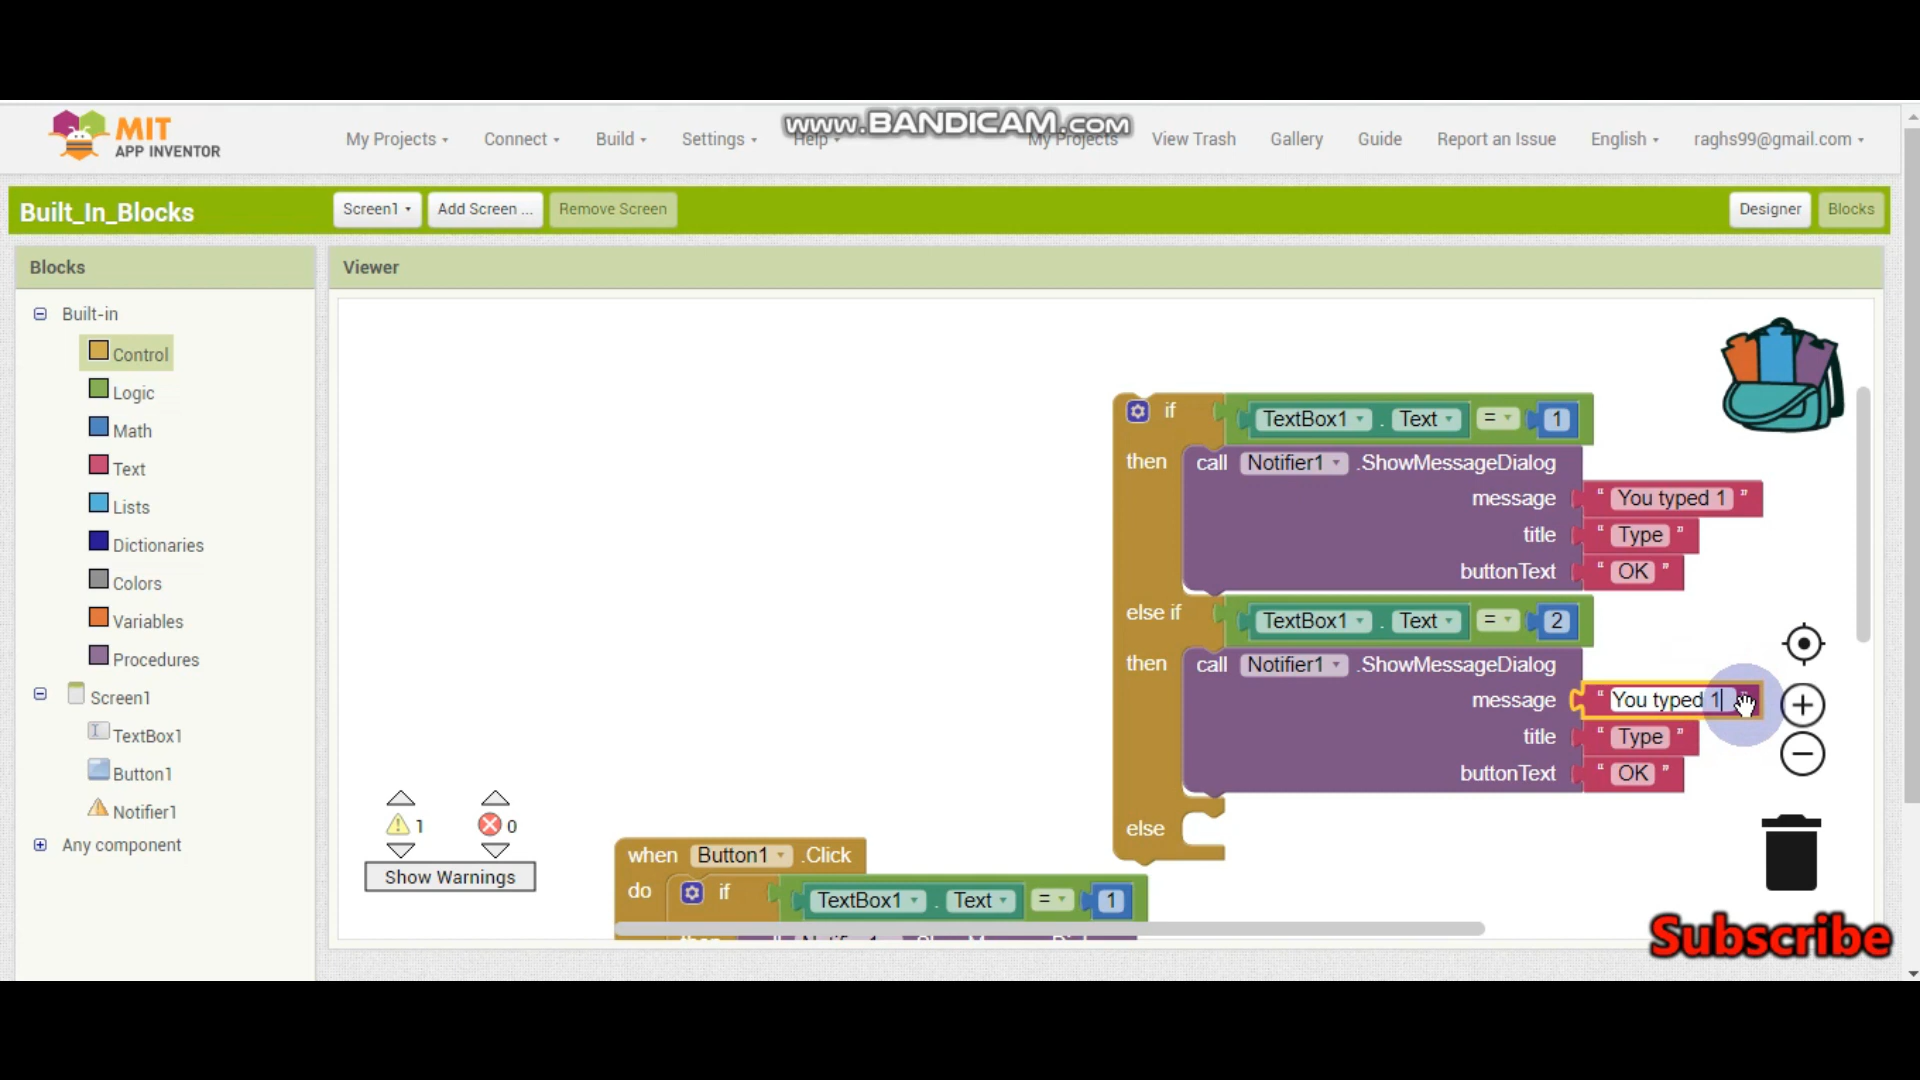 www.BANDICAM.com
MIT
APP INVENTOR
My Projects
Connect
Build
Settings
Help
My Projects
View Trash
Gallery
Guide
Report an Issue
English
raghs99@gmail.com
Built_In_Blocks
Screen1
Add Screen ...
Remove Screen
Designer
Blocks
Blocks
Viewer
Built-in
Control
Logic
Math
Text
Lists
Dictionaries
Colors
Variables
Procedures
Screen1
TextBox1
Button1
Notifier1
Any component
if TextBox1 . Text = 1
then call Notifier1 .ShowMessageDialog
message “ You typed 1 ”
title “ Type ”
buttonText “ OK ”
else if TextBox1 . Text = 2
then call Notifier1 .ShowMessageDialog
message “ You typed 1 ”
title “ Type ”
buttonText “ OK ”
else
1
0
Show Warnings
when Button1 .Click
do if TextBox1 . Text = 1
Subscribe